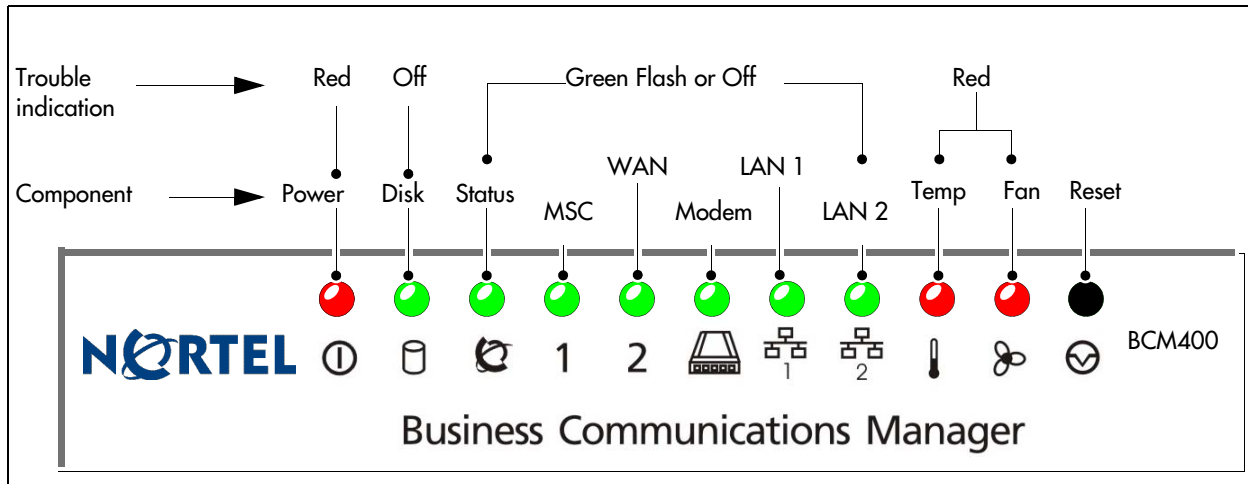 Trouble indication
Red
Off
Green Flash or Off
Red
Component
Power
Disk
Status
MSC
WAN
Modem
LAN 1
LAN 2
Temp
Fan
Reset
NORTEL
1
2
1
2
BCM400
Business Communications Manager